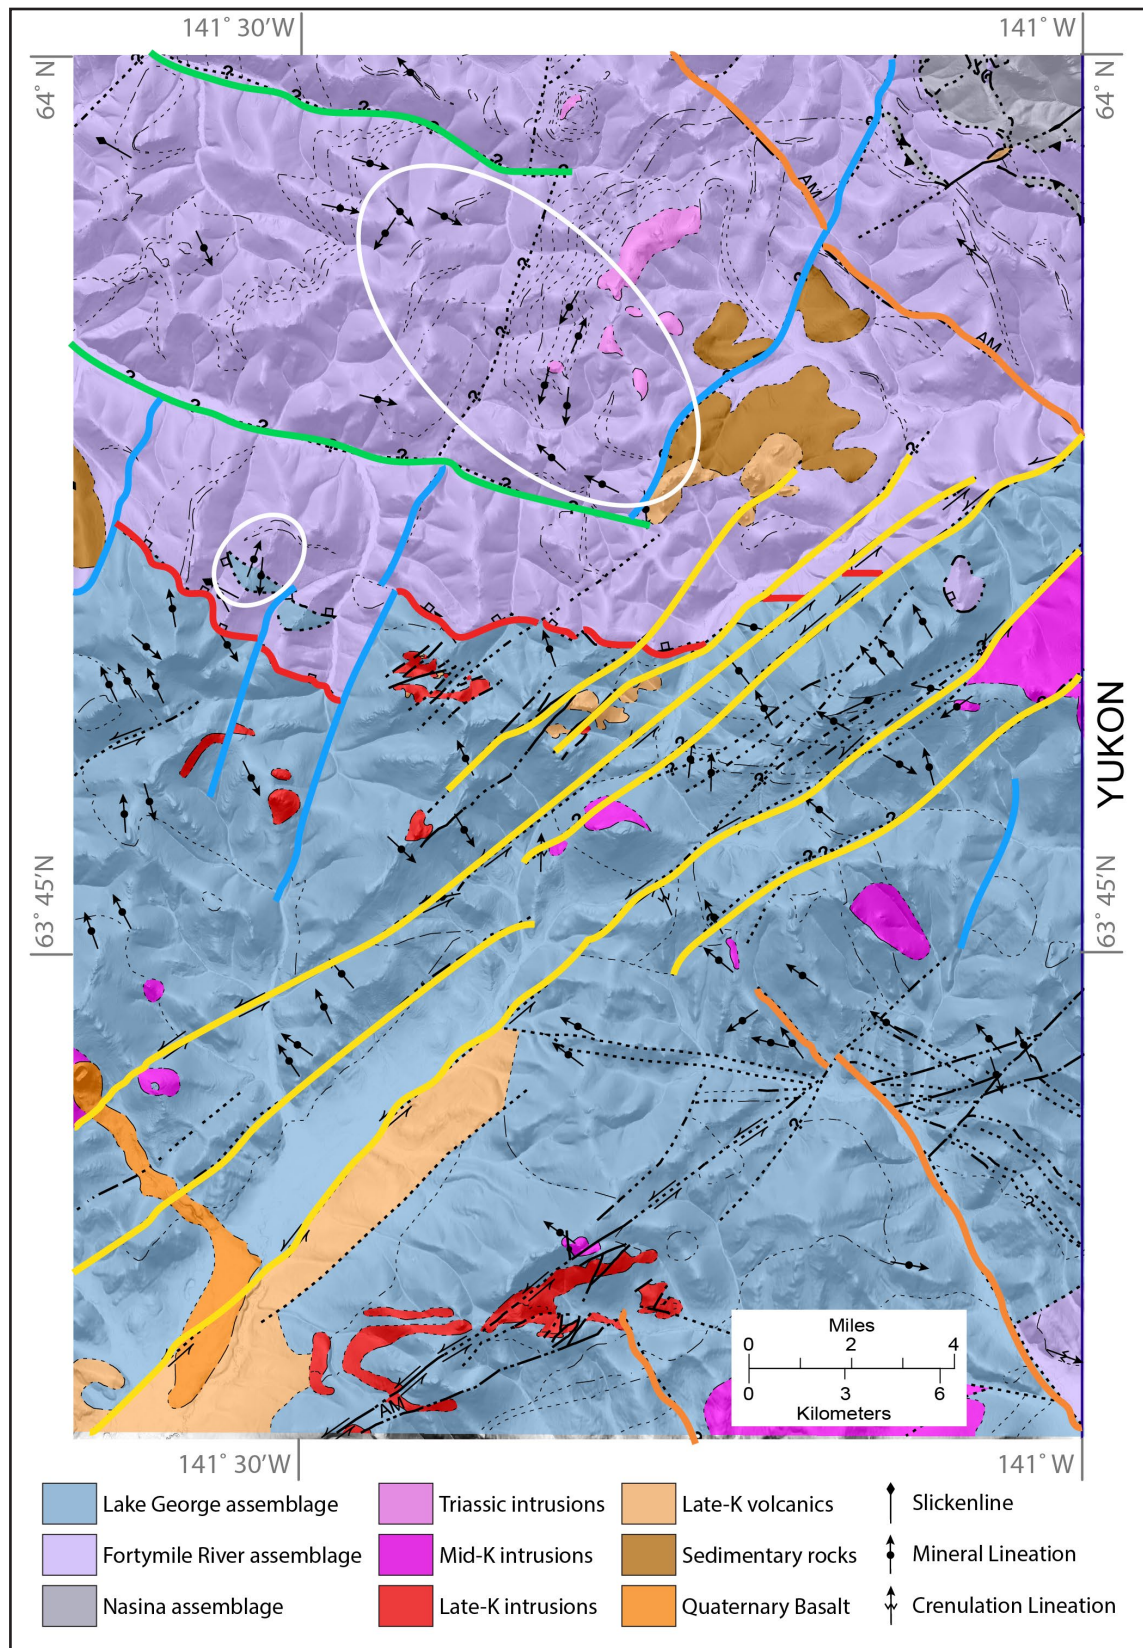 141° 30'W
141° W
64° N
64° N
AM
AM
YUKON
63° 45'N
63° 45'N
Miles
0 2 4
0 3 6
Kilometers
AM
141° 30'W
141° W
Lake George assemblage
Triassic intrusions
Late-K volcanics
Slickenline
Fortymile River assemblage
Mid-K intrusions
Sedimentary rocks
Mineral Lineation
Nasina assemblage
Late-K intrusions
Quaternary Basalt
Crenulation Lineation